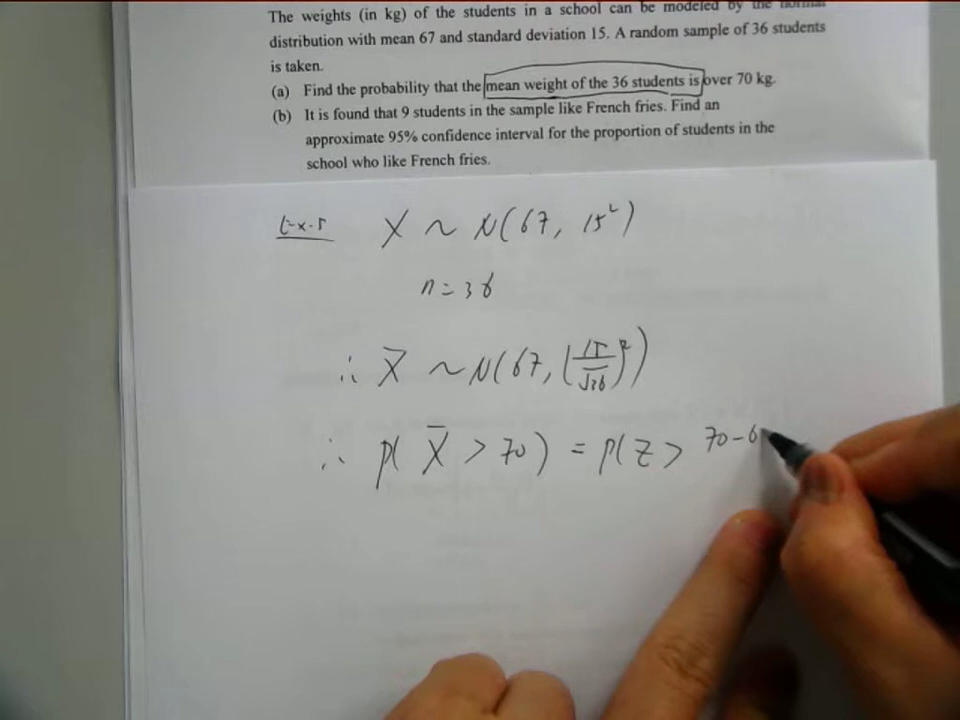 The weights (in kg) of the students in a school can be modeled by the normal
distribution with mean 67 and standard deviation 15. A random sample of 36 students
is taken.
(a) Find the probability that the mean weight of the 36 students is over 70 kg.
(b) It is found that 9 students in the sample like French fries. Find an
approximate 95% confidence interval for the proportion of students in the
school who like French fries.
X ~ N(67, 15²)
n = 36
∴ X̄ ~ N(67, (15/√36)²)
∴ P(X̄ > 70) = P(Z > 70-6